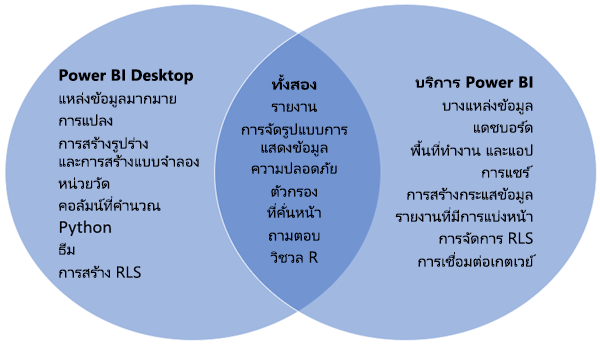 Power BI Desktop
แหล่งข้อมูลมากมาย
การแปลง
การสร้างรูปร่าง
และการสร้างแบบจำลอง
หน่วยวัด
คอลัมน์ที่คำนวณ
Python
ธีม
การสร้าง RLS
ทั้งสอง
รายงาน
การจัดรูปแบบการ
แสดงข้อมูล
ความปลอดภัย
ตัวกรอง
ที่คั่นหน้า
ถามตอบ
วิชวล R
บริการ Power BI
บางแหล่งข้อมูล
แดชบอร์ด
พื้นที่ทำงาน และแอป
การแชร์
การสร้างกระแสข้อมูล
รายงานที่มีการแบ่งหน้า
การจัดการ RLS
การเชื่อมต่อเกตเวย์